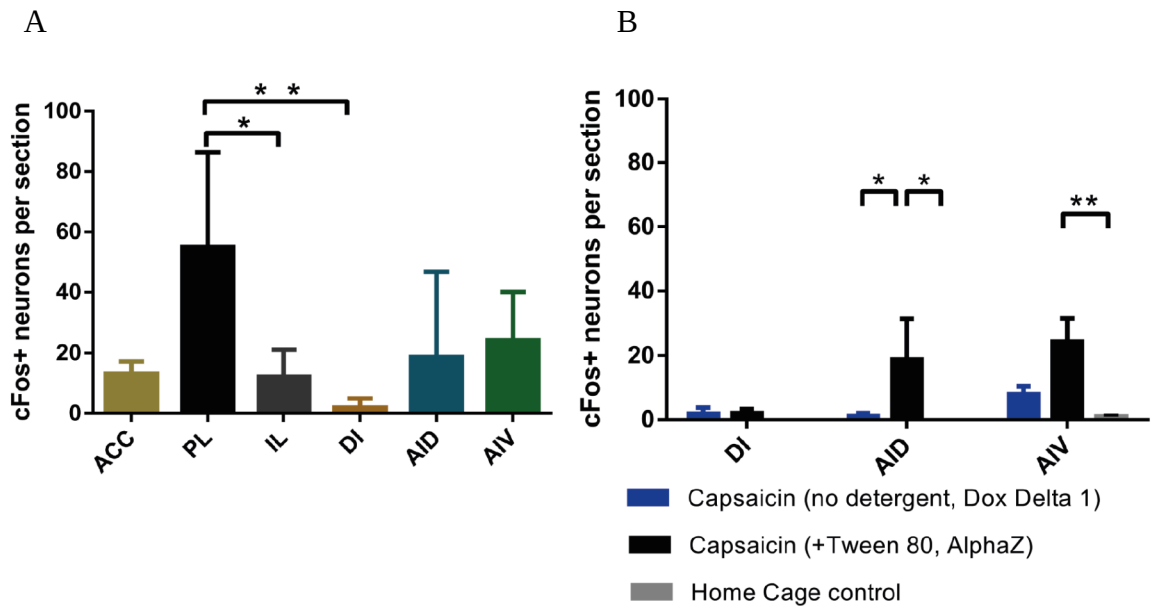 A
B
cFos+ neurons per section
100
80
60
40
20
0
* *
*
ACC
PL
IL
DI
AID
AIV
cFos+ neurons per section
100
80
60
40
20
0
*
*
**
DI
AID
AIV
Capsaicin (no detergent, Dox Delta 1)
Capsaicin (+Tween 80, AlphaZ)
Home Cage control